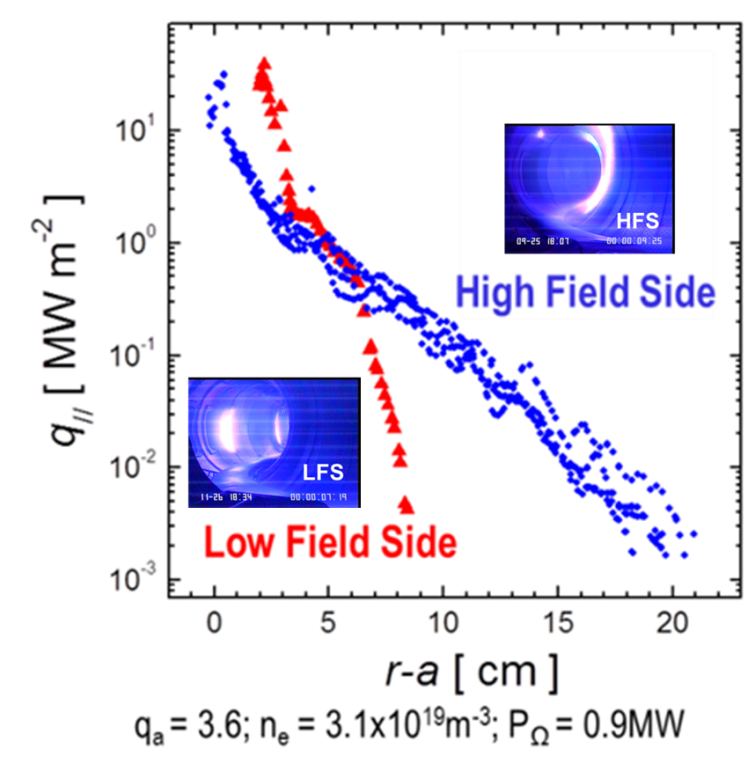 10¹
10⁰
10⁻¹
10⁻²
10⁻³
q// [ MW m⁻² ]
HFS
09-25 18:07 00:00:09:25
High Field Side
LFS
11-26 18:34 00:00:07:19
Low Field Side
0 5 10 15 20
r-a [ cm ]
qₐ = 3.6; nₑ = 3.1x10¹⁹m⁻³; P_Ω = 0.9MW